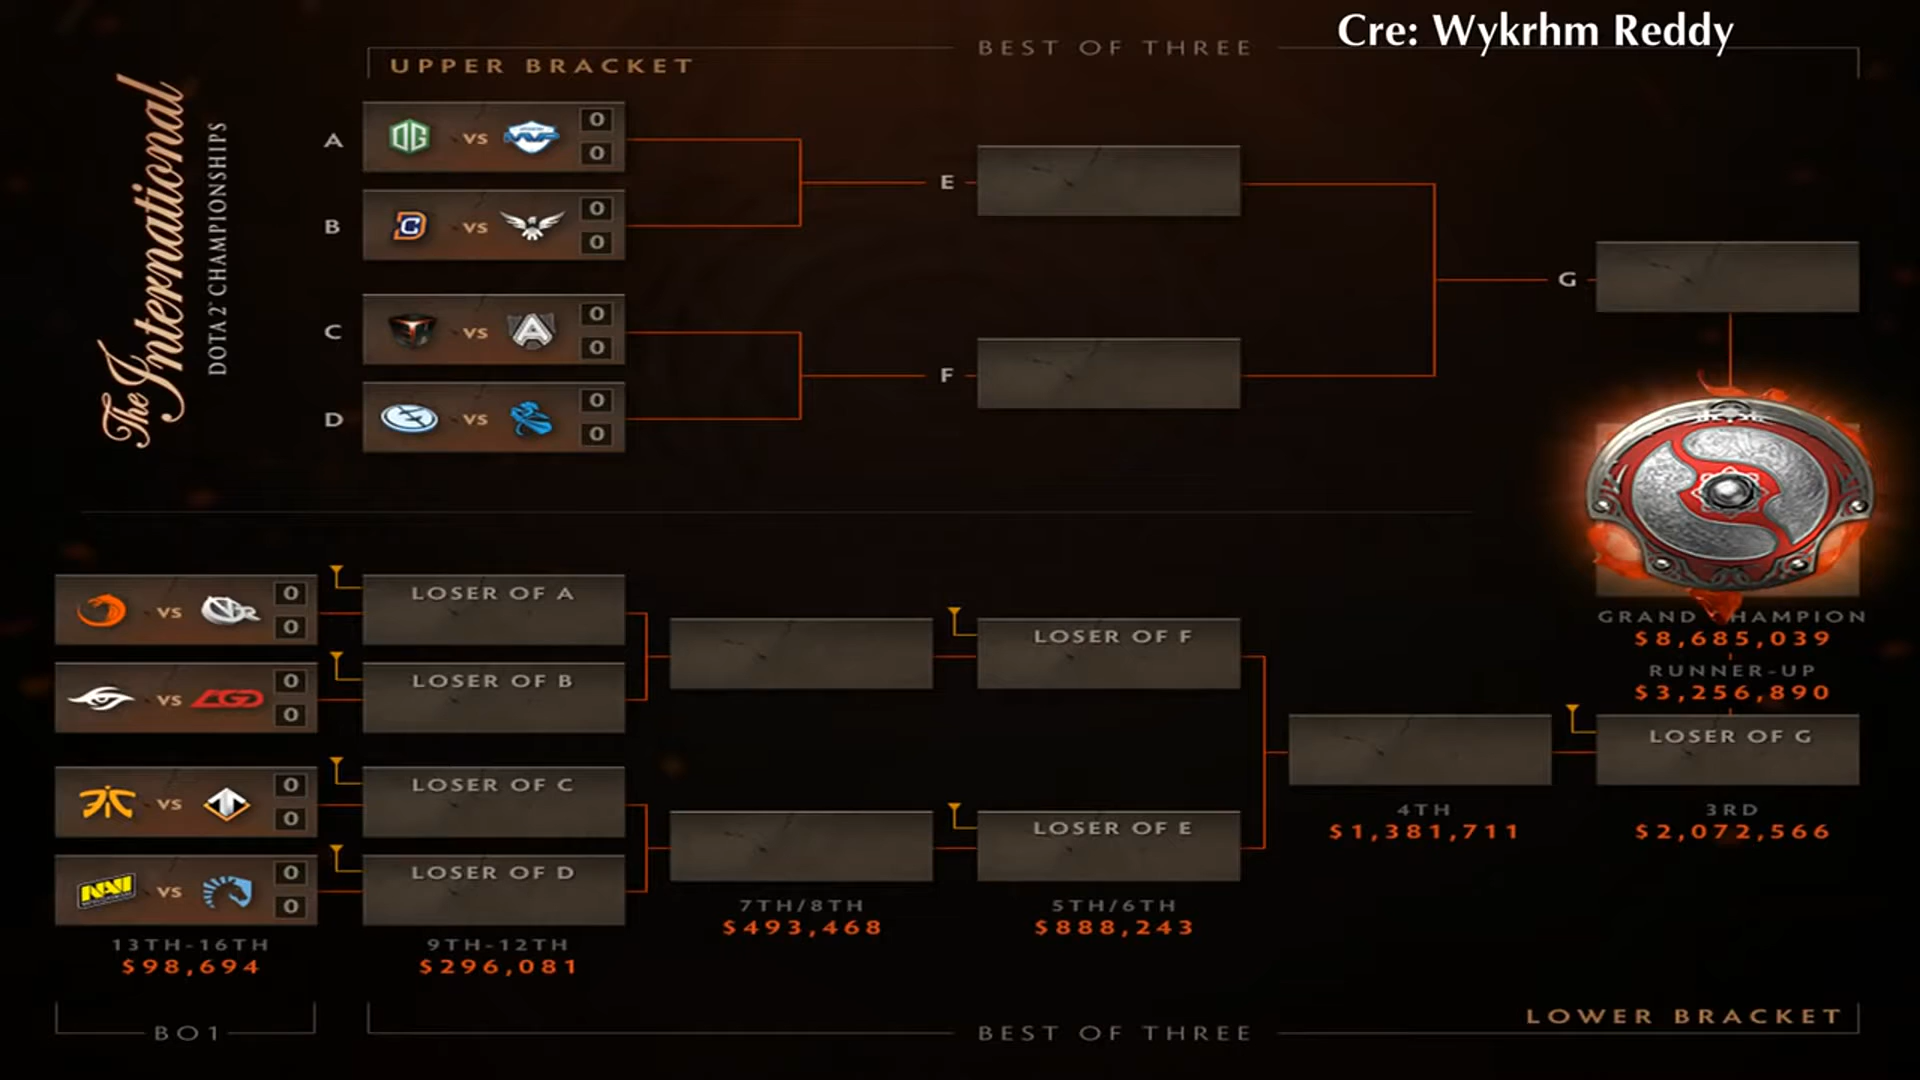 Cre: Wykrhm Reddy
BEST OF THREE
UPPER BRACKET
The International
DOTA 2 CHAMPIONSHIPS
A
OG VS MVP 0
0
B
DC VS 0
0
E
C
VS A 0
0
D
VS 0
0
F
G
GRAND CHAMPION
$8,685,039
RUNNER-UP
$3,256,890
VS 0
0
LOSER OF A
VS LGD 0
0
LOSER OF B
VS 0
0
LOSER OF C
NAVI VS 0
0
LOSER OF D
LOSER OF F
LOSER OF E
LOSER OF G
13TH-16TH
$98,694
9TH-12TH
$296,081
7TH/8TH
$493,468
5TH/6TH
$888,243
4TH
$1,381,711
3RD
$2,072,566
BO1
BEST OF THREE
LOWER BRACKET